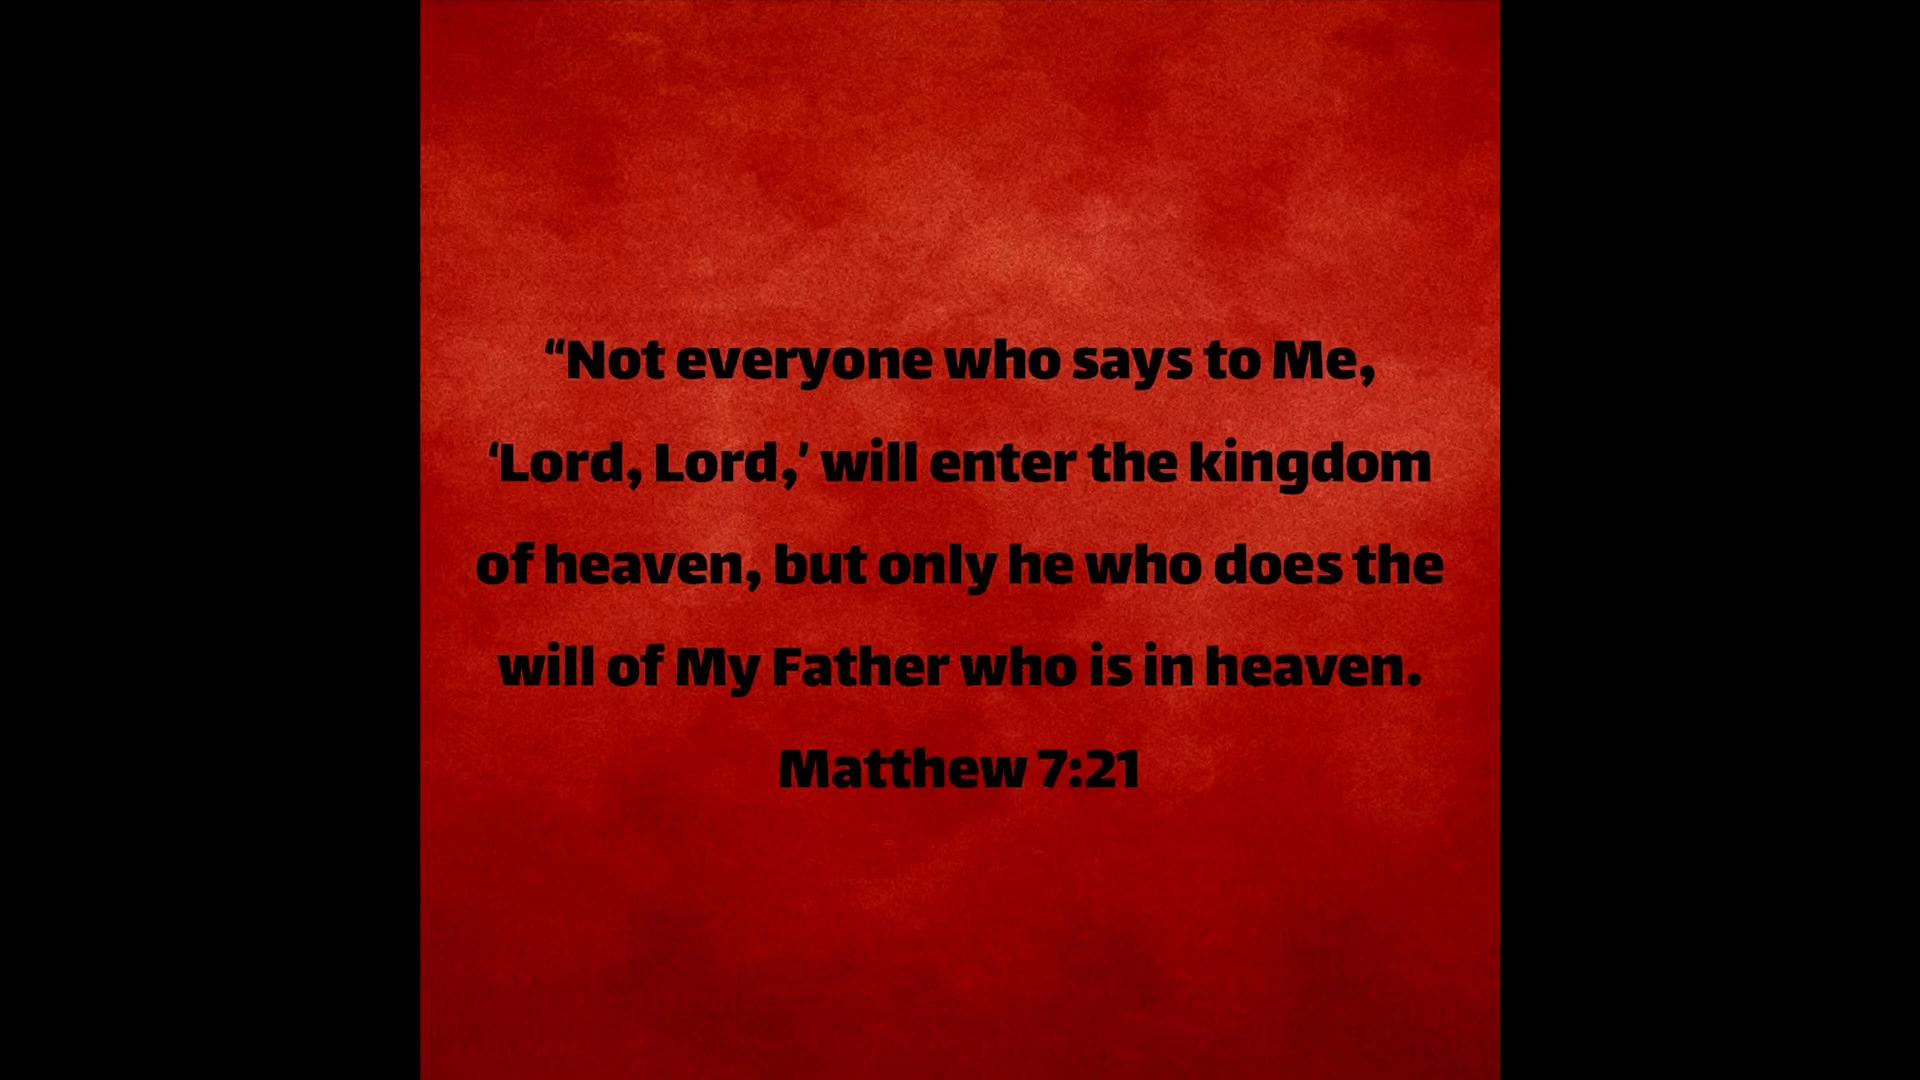 “Not everyone who says to Me,
‘Lord, Lord,’ will enter the kingdom
of heaven, but only he who does the
will of My Father who is in heaven.
Matthew 7:21